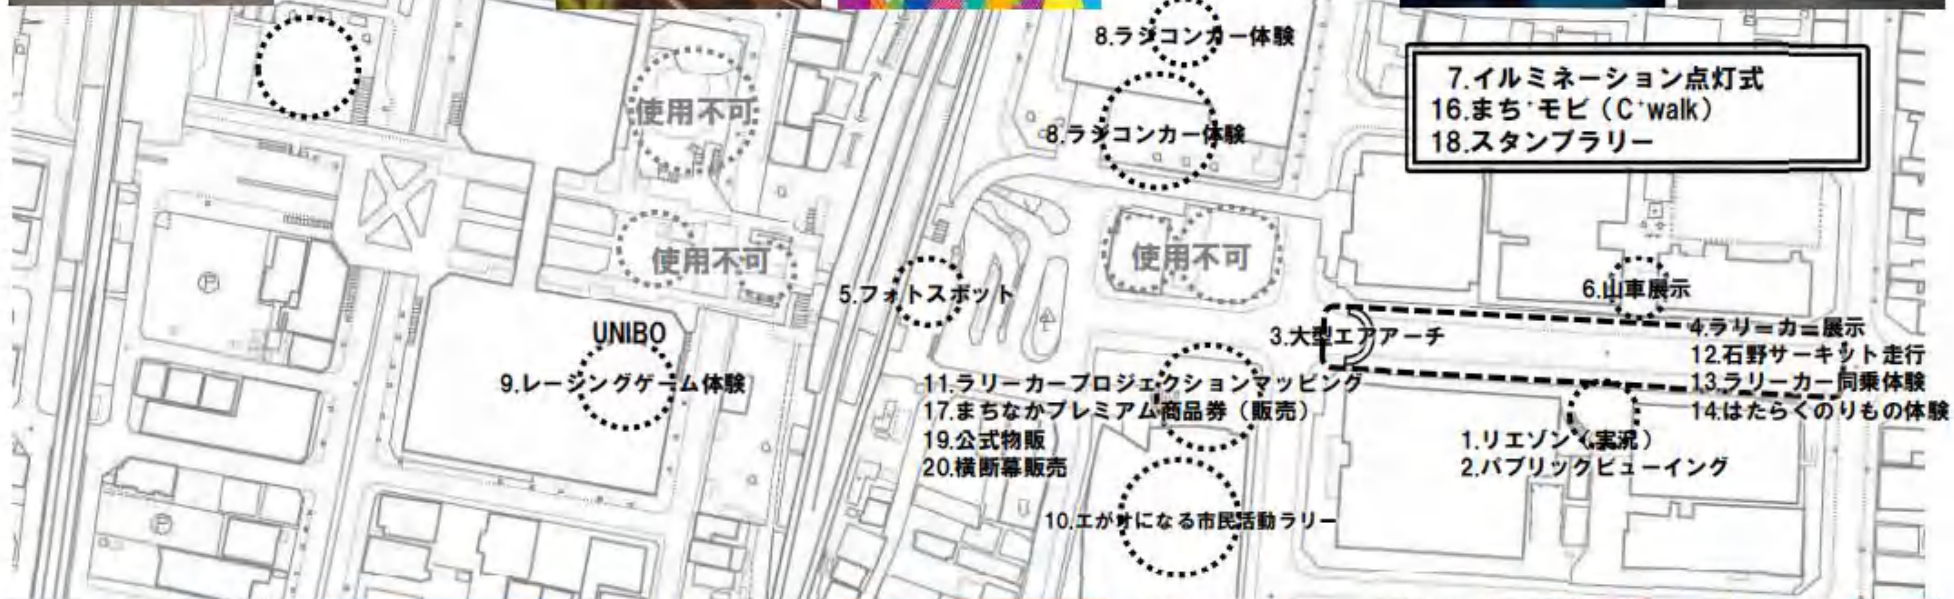 8.ラジコンカー体験
7.イルミネーション点灯式
16.まち⁺モビ（C⁺walk）
18.スタンプラリー
使用不可
8.ラジコンカー体験
使用不可
使用不可
5.フォトスポット
6.山車展示
UNIBO
3.大型エアアーチ
4.ラリーカー展示
12.石野サーキット走行
13.ラリーカー同乗体験
14.はたらくのりもの体験
9.レーシングゲーム体験
11.ラリーカープロジェクションマッピング
17.まちなかプレミアム商品券（販売）
19.公式物販
20.横断幕販売
1.リエゾン（実況）
2.パブリックビューイング
10.エがオになる市民活動ラリー
P
P